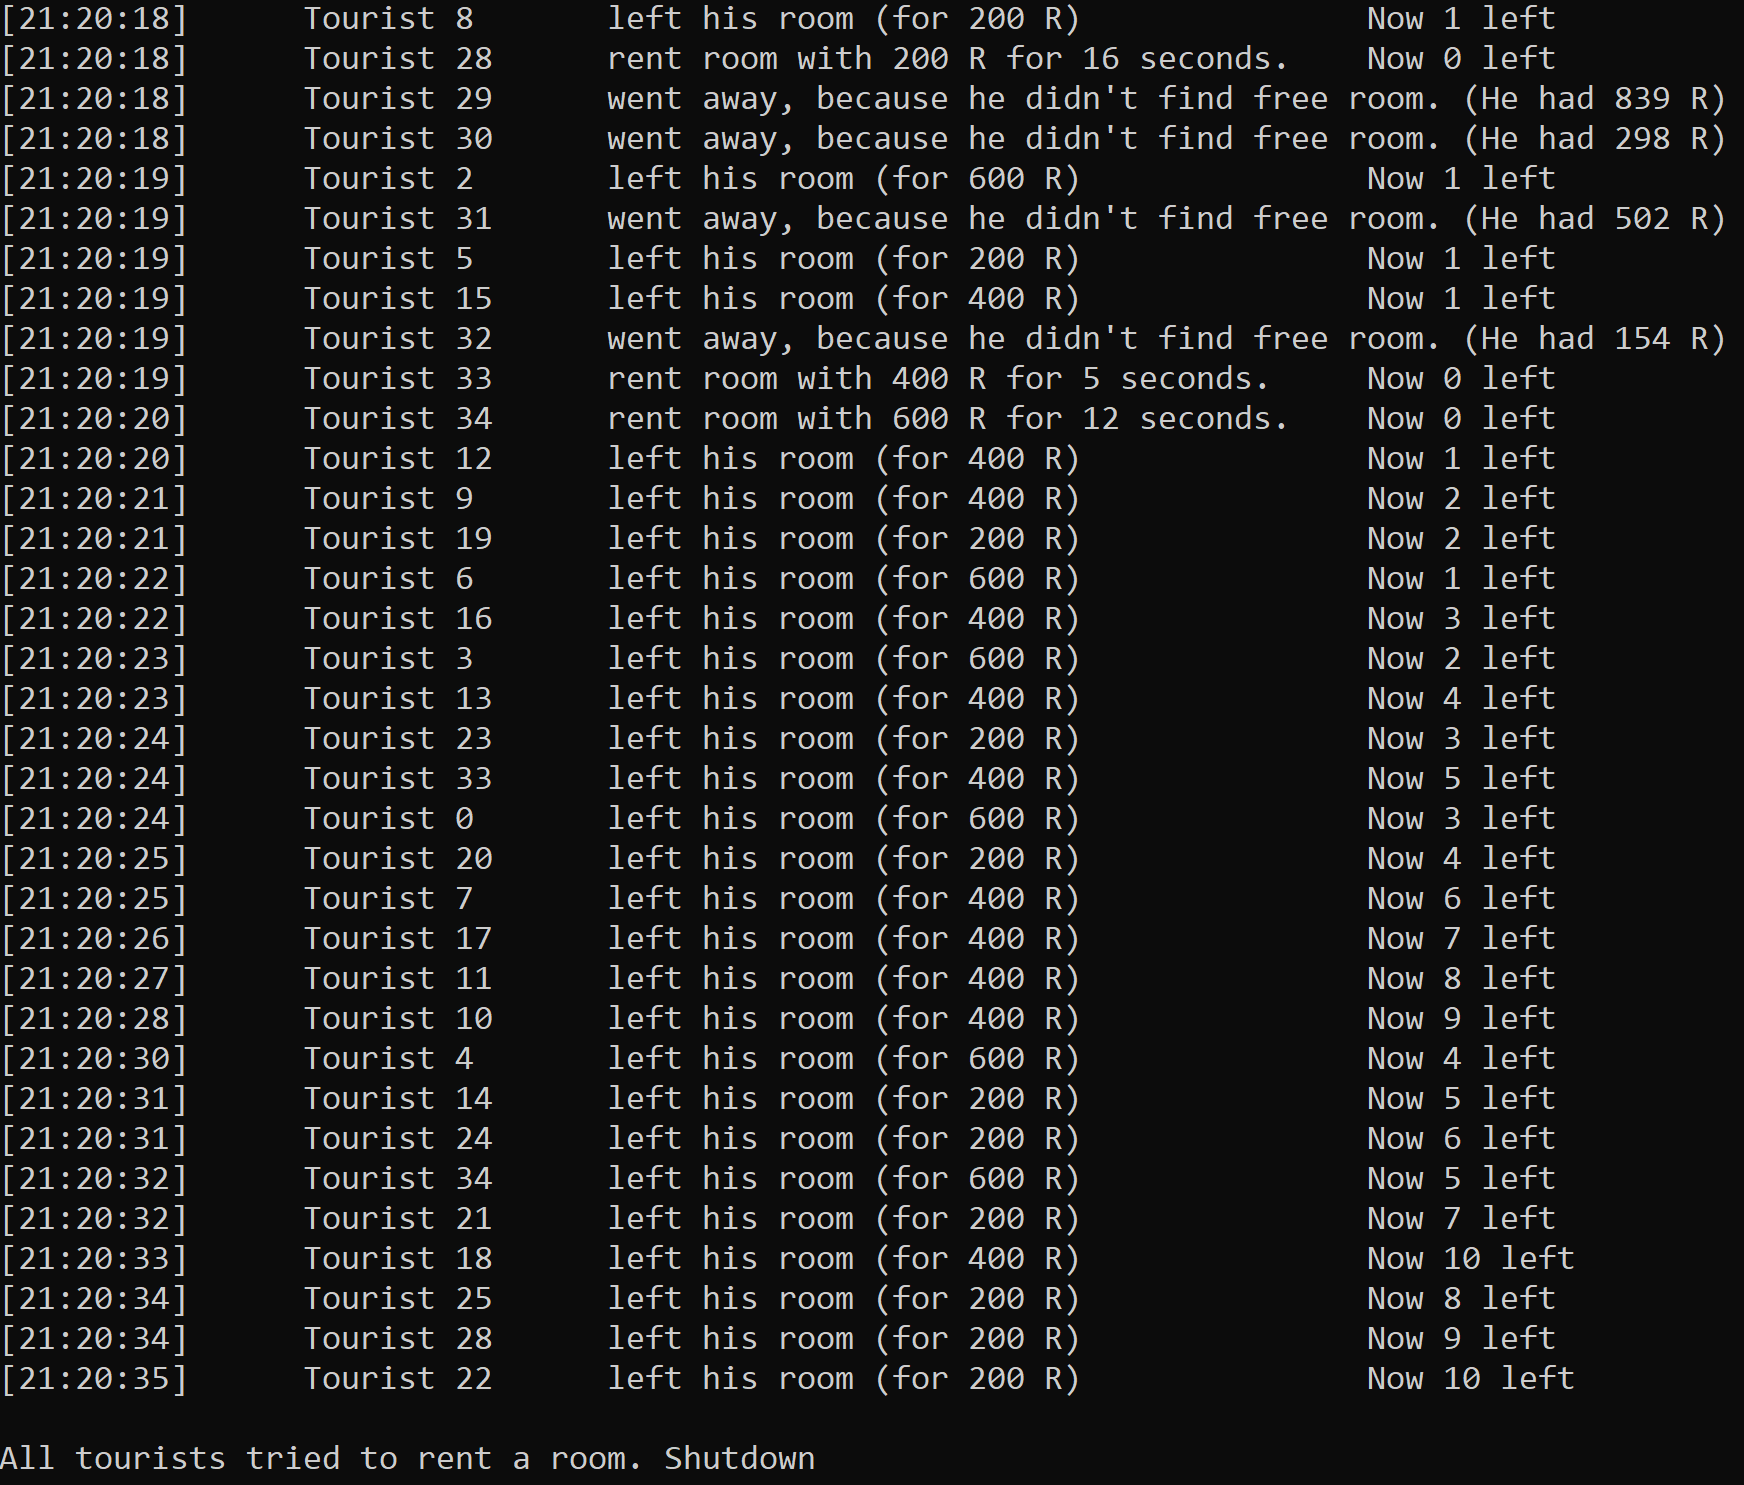 [21:20:18]      Tourist 8       left his room (for 200 R)               Now 1 left
[21:20:18]      Tourist 28      rent room with 200 R for 16 seconds.    Now 0 left
[21:20:18]      Tourist 29      went away, because he didn't find free room. (He had 839 R)
[21:20:18]      Tourist 30      went away, because he didn't find free room. (He had 298 R)
[21:20:19]      Tourist 2       left his room (for 600 R)               Now 1 left
[21:20:19]      Tourist 31      went away, because he didn't find free room. (He had 502 R)
[21:20:19]      Tourist 5       left his room (for 200 R)               Now 1 left
[21:20:19]      Tourist 15      left his room (for 400 R)               Now 1 left
[21:20:19]      Tourist 32      went away, because he didn't find free room. (He had 154 R)
[21:20:19]      Tourist 33      rent room with 400 R for 5 seconds.     Now 0 left
[21:20:20]      Tourist 34      rent room with 600 R for 12 seconds.    Now 0 left
[21:20:20]      Tourist 12      left his room (for 400 R)               Now 1 left
[21:20:21]      Tourist 9       left his room (for 400 R)               Now 2 left
[21:20:21]      Tourist 19      left his room (for 200 R)               Now 2 left
[21:20:22]      Tourist 6       left his room (for 600 R)               Now 1 left
[21:20:22]      Tourist 16      left his room (for 400 R)               Now 3 left
[21:20:23]      Tourist 3       left his room (for 600 R)               Now 2 left
[21:20:23]      Tourist 13      left his room (for 400 R)               Now 4 left
[21:20:24]      Tourist 23      left his room (for 200 R)               Now 3 left
[21:20:24]      Tourist 33      left his room (for 400 R)               Now 5 left
[21:20:24]      Tourist 0       left his room (for 600 R)               Now 3 left
[21:20:25]      Tourist 20      left his room (for 200 R)               Now 4 left
[21:20:25]      Tourist 7       left his room (for 400 R)               Now 6 left
[21:20:26]      Tourist 17      left his room (for 400 R)               Now 7 left
[21:20:27]      Tourist 11      left his room (for 400 R)               Now 8 left
[21:20:28]      Tourist 10      left his room (for 400 R)               Now 9 left
[21:20:30]      Tourist 4       left his room (for 600 R)               Now 4 left
[21:20:31]      Tourist 14      left his room (for 200 R)               Now 5 left
[21:20:31]      Tourist 24      left his room (for 200 R)               Now 6 left
[21:20:32]      Tourist 34      left his room (for 600 R)               Now 5 left
[21:20:32]      Tourist 21      left his room (for 200 R)               Now 7 left
[21:20:33]      Tourist 18      left his room (for 400 R)               Now 10 left
[21:20:34]      Tourist 25      left his room (for 200 R)               Now 8 left
[21:20:34]      Tourist 28      left his room (for 200 R)               Now 9 left
[21:20:35]      Tourist 22      left his room (for 200 R)               Now 10 left

All tourists tried to rent a room. Shutdown